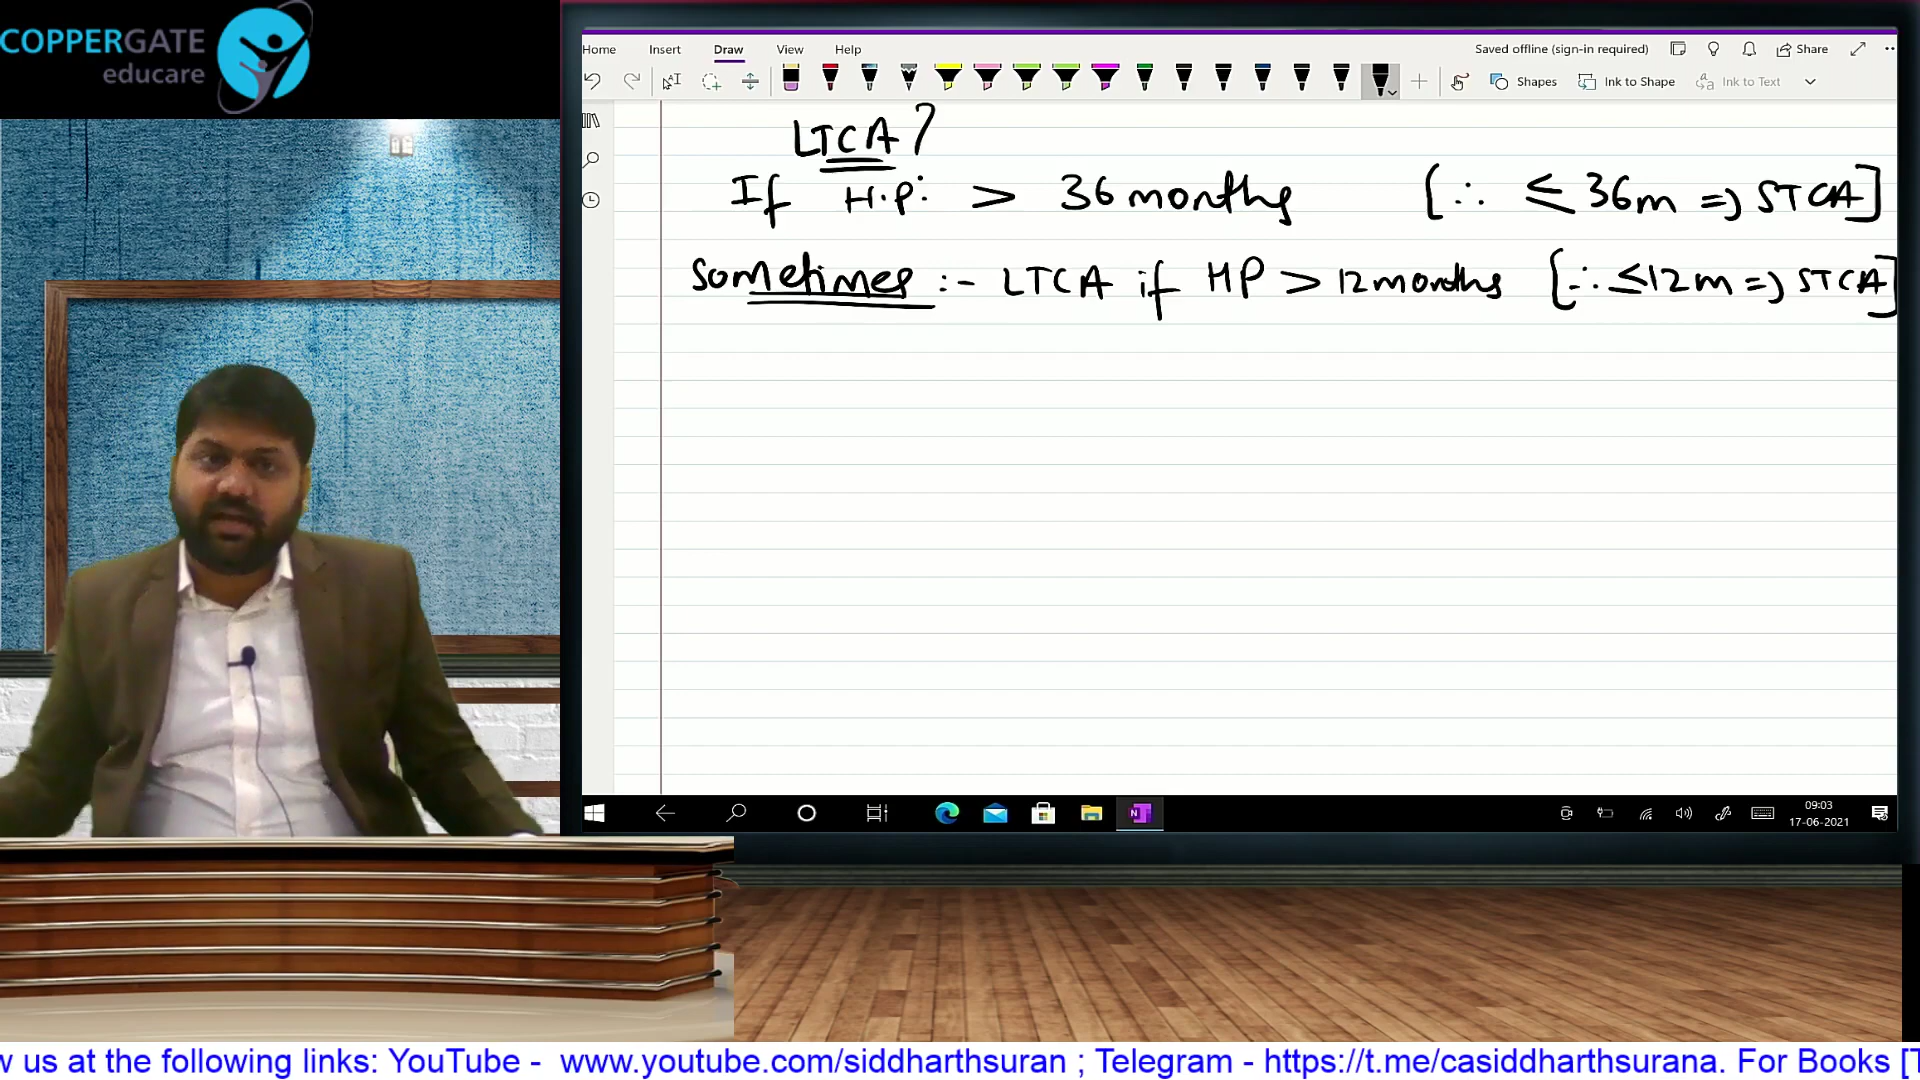 COPPERGATE
educare
Home Insert Draw View Help Saved offline (sign-in required) Share
Shapes Ink to Shape Ink to Text
LTCA?
If H.P. > 36 months [∴ ≤ 36m => STCA]
Sometimes :- LTCA if HP > 12 months [∴ ≤12m => STCA]
09:03
17-06-2021
w us at the following links: YouTube - www.youtube.com/siddharthsuran ; Telegram - https://t.me/casiddharthsurana. For Books [T